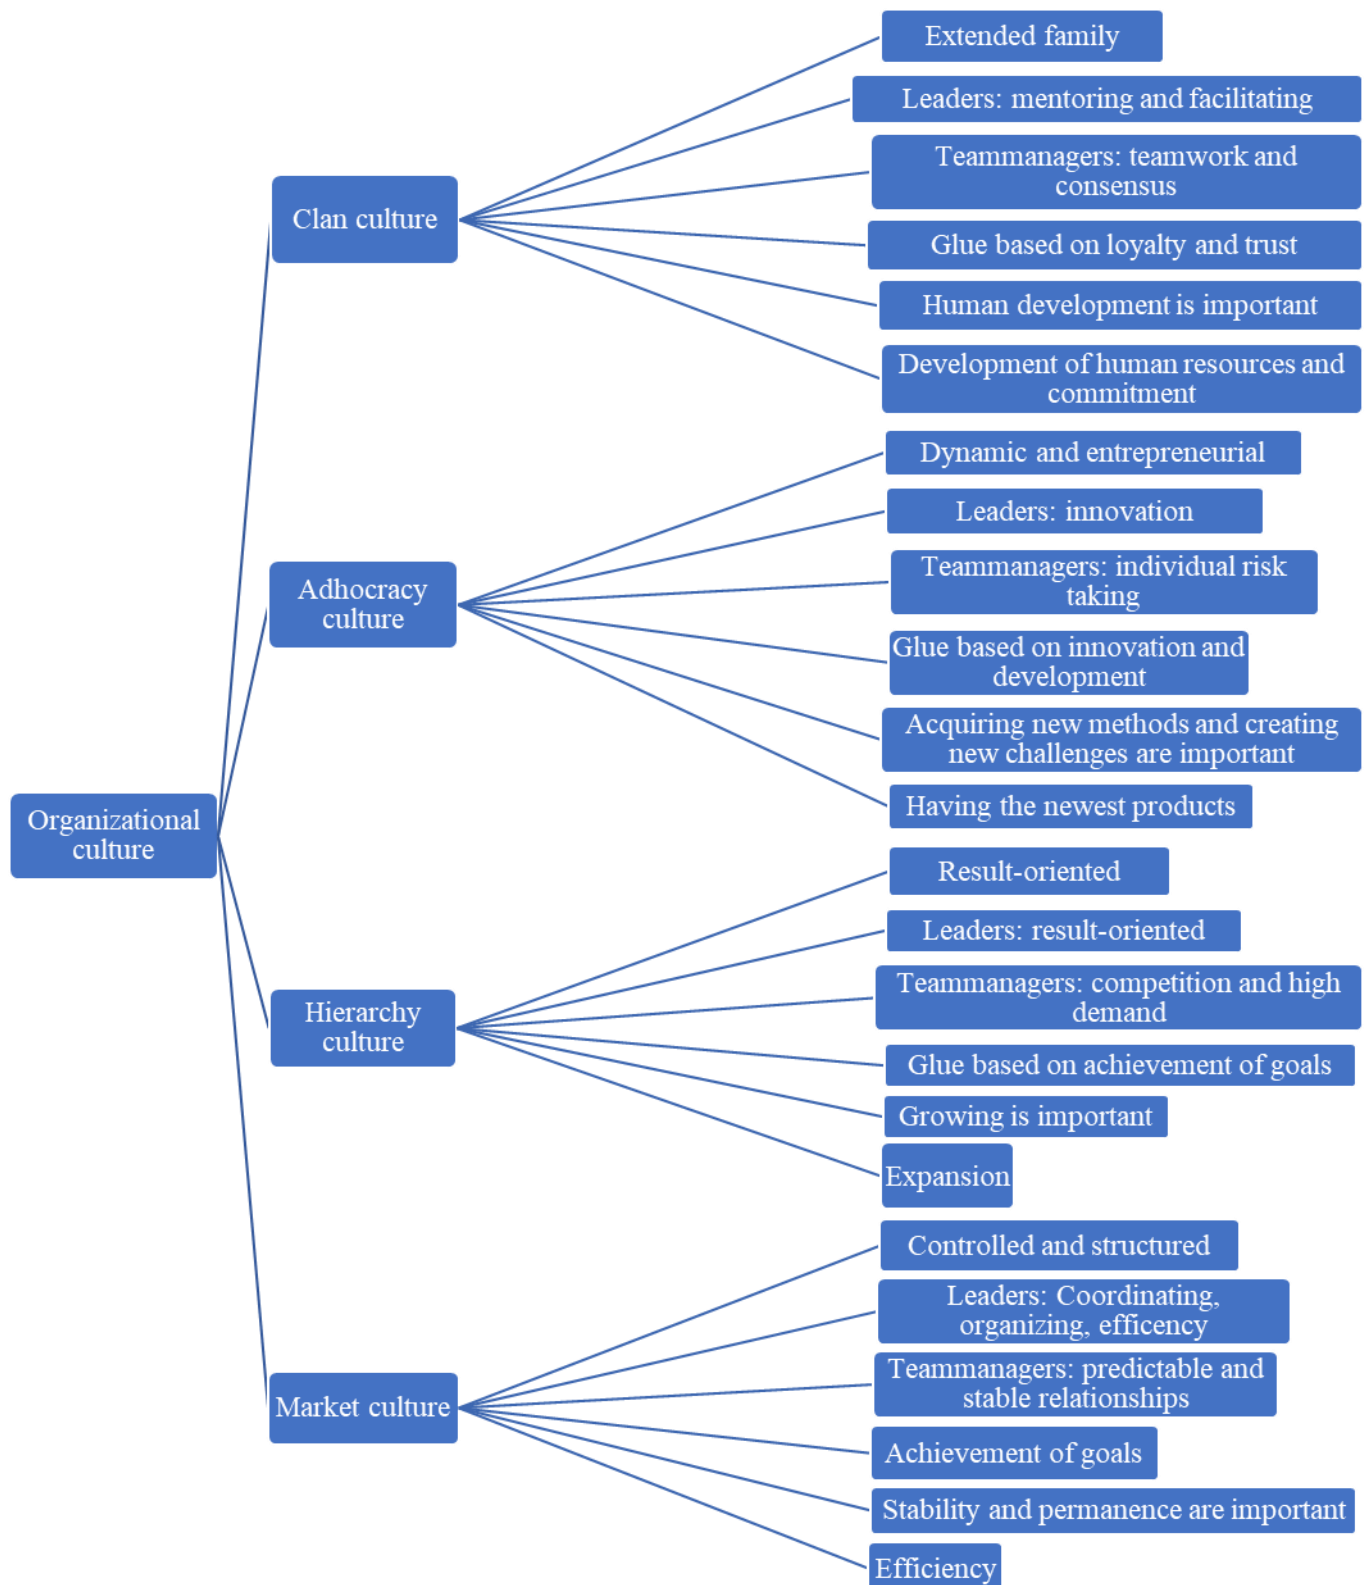 Organizational
culture
Clan culture
Extended family
Leaders: mentoring and facilitating
Teammanagers: teamwork and
consensus
Glue based on loyalty and trust
Human development is important
Development of human resources and
commitment
Adhocracy
culture
Dynamic and entrepreneurial
Leaders: innovation
Teammanagers: individual risk
taking
Glue based on innovation and
development
Acquiring new methods and creating
new challenges are important
Having the newest products
Hierarchy
culture
Result-oriented
Leaders: result-oriented
Teammanagers: competition and high
demand
Glue based on achievement of goals
Growing is important
Expansion
Market culture
Controlled and structured
Leaders: Coordinating,
organizing, efficency
Teammanagers: predictable and
stable relationships
Achievement of goals
Stability and permanence are important
Efficiency